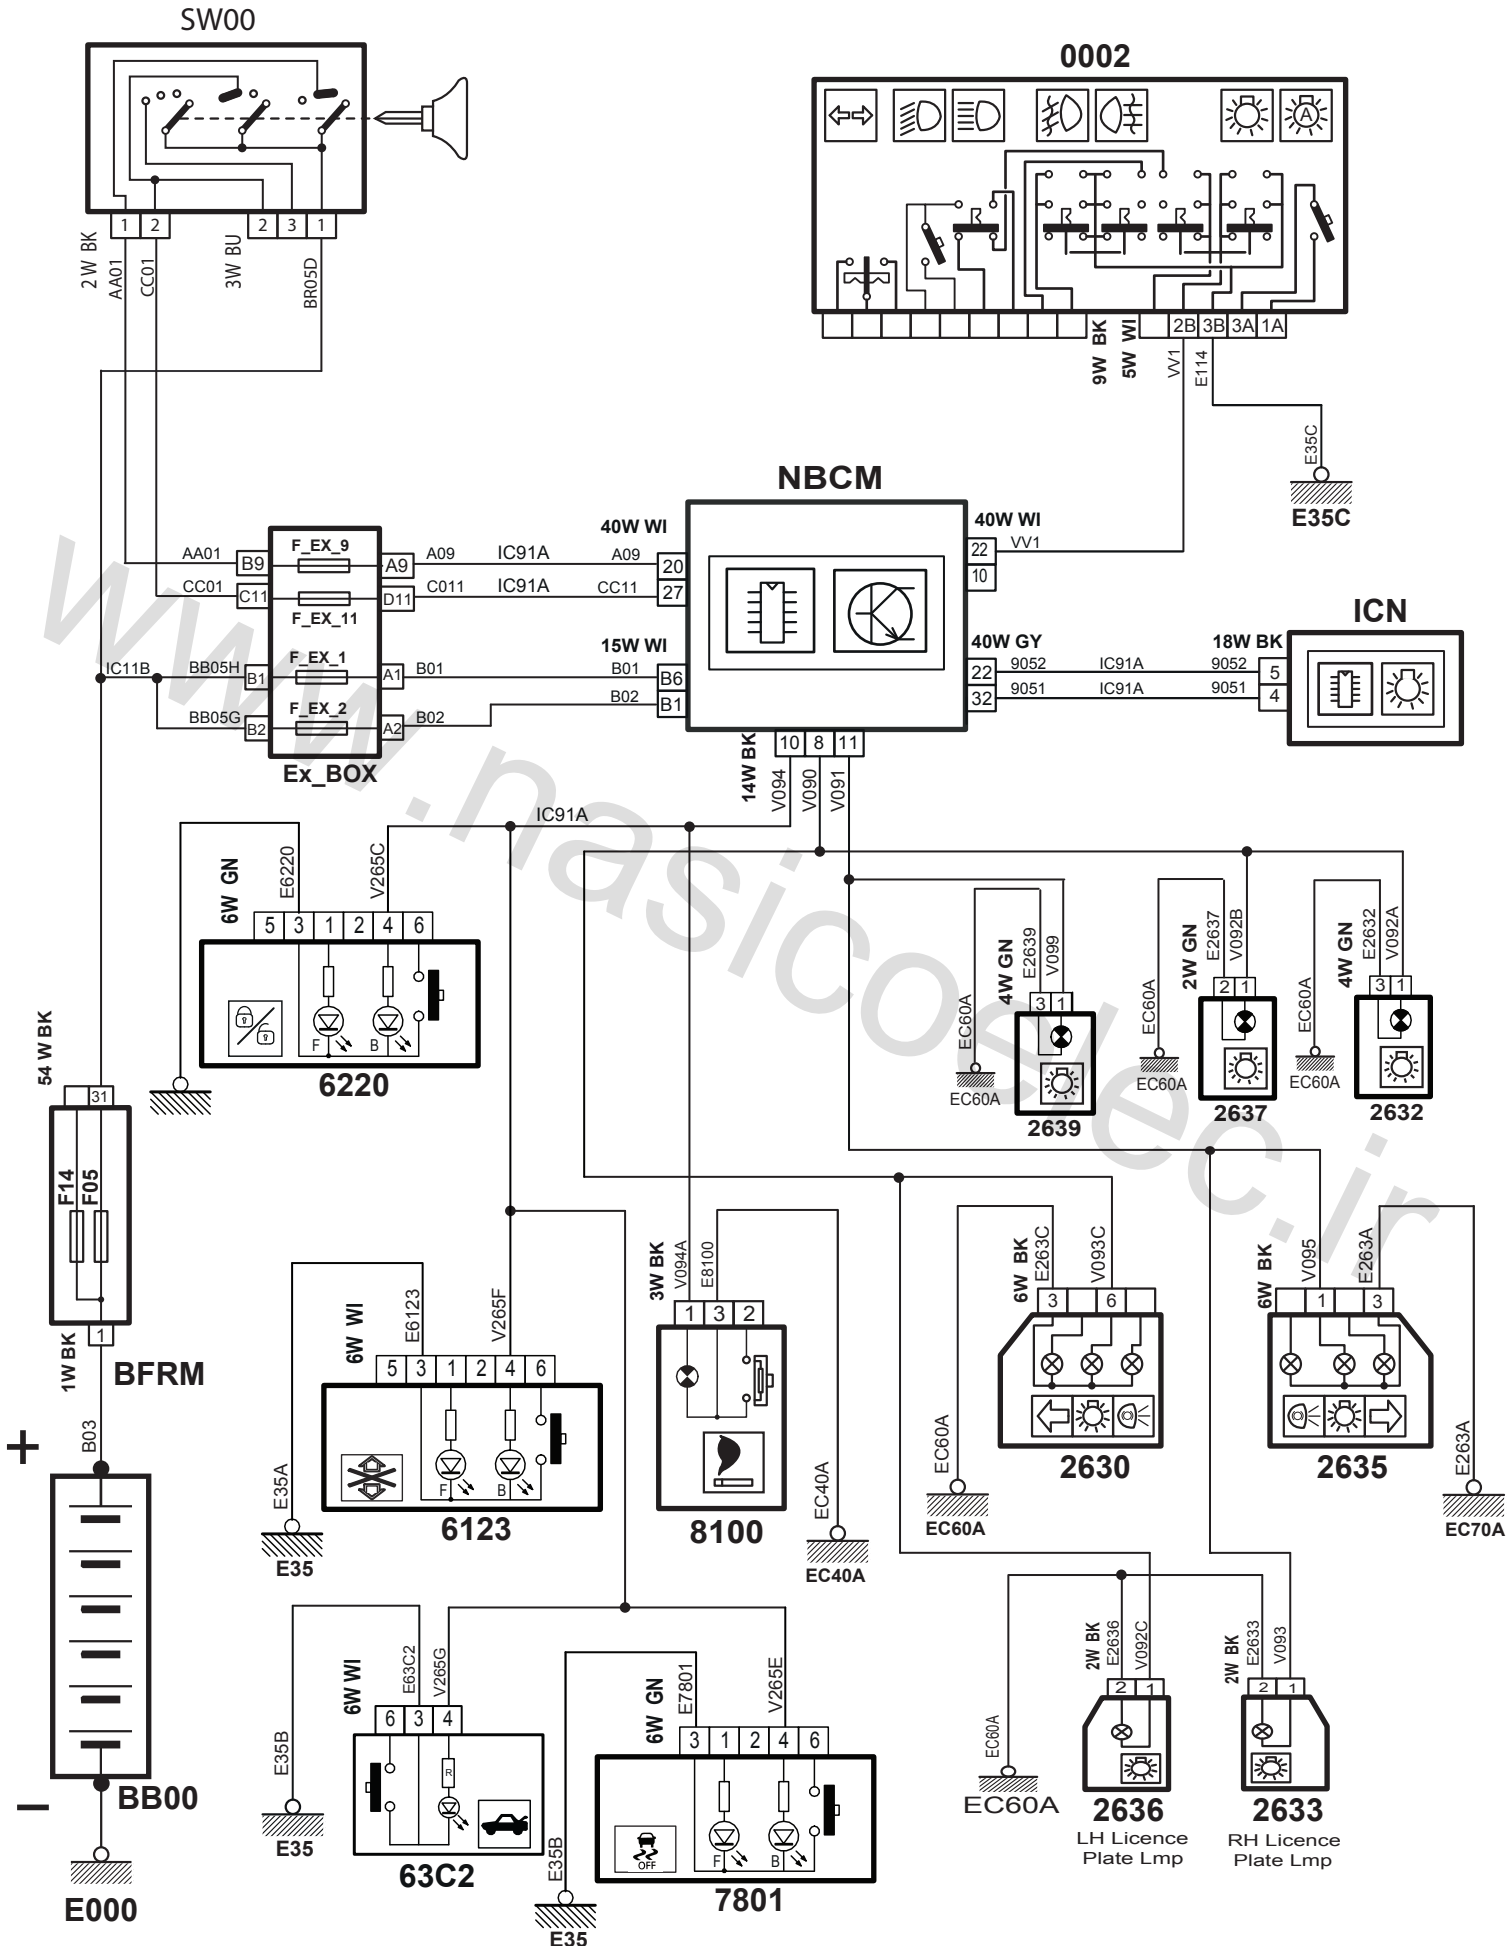 SW00
0002
A
1 2 2 3 1
2 W BK
AA01
CC01
3W BU
BR05D
2B 3B 3A 1A
9W BK
5W WI
VV1
E114
E35C
E35C
NBCM
40W WI
40W WI
F_EX_9
AA01 B9 A9 A09 IC91A A09 20
22 VV1
10
CC01 C11 D11 C011 IC91A CC11 27
F_EX_11
ICN
15W WI
40W GY
18W BK
F_EX_1
IC11B BB05H B1 A1 B01 B01 B6
22 9052 IC91A 9052 5
F_EX_2
B02 B1
32 9051 IC91A 9051 4
BB05G B2 A2 B02
Ex_BOX
14W BK
10 8 11
V094
V090
V091
IC91A
6W GN
E6220
V265C
5 3 1 2 4 6
F B
6220
4W GN
E2639
V099
EC60A
3 1
EC60A
2639
2W GN
E2637
V092B
EC60A
2 1
EC60A
2637
4W GN
E2632
V092A
EC60A
3 1
EC60A
2632
54 W BK
31
F14
F05
1W BK
1
BFRM
B03
+
BB00
–
E000
6W WI
E6123
V265F
5 3 1 2 4 6
F B
E35A
E35
6123
3W BK
V094A
E8100
1 3 2
8100
EC40A
EC40A
6W BK
E263C
V093C
3 6
EC60A
EC60A
2630
6W BK
V095
E263A
1 3
2635
E263A
EC70A
6W WI
E63C2
V265G
6 3 4
R
E35B
E35
63C2
6W GN
E7801
V265E
3 1 2 4 6
OFF
F B
E35B
E35
7801
2W BK
E2636
V092C
2 1
EC60A
EC60A
2636
LH Licence
Plate Lmp
2W BK
E2633
V093
2 1
2633
RH Licence
Plate Lmp
www.nasicoelec.ir